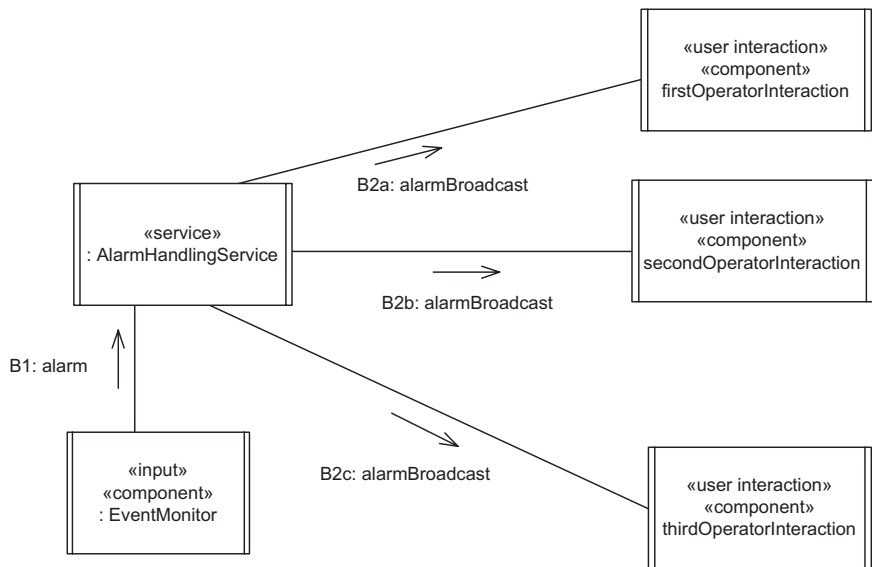 «user interaction»
«component»
firstOperatorInteraction
B2a: alarmBroadcast
«service»
: AlarmHandlingService
«user interaction»
«component»
secondOperatorInteraction
B2b: alarmBroadcast
B1: alarm
B2c: alarmBroadcast
«input»
«component»
: EventMonitor
«user interaction»
«component»
thirdOperatorInteraction